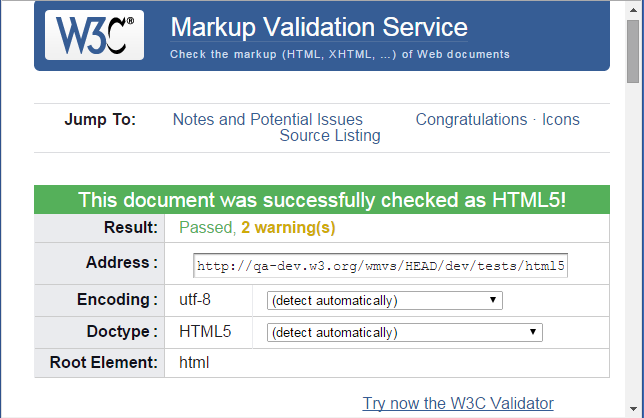 W3C®
Markup Validation Service
Check the markup (HTML, XHTML, ...) of Web documents
Jump To: Notes and Potential Issues Congratulations · Icons
Source Listing
This document was successfully checked as HTML5!
Result: Passed, 2 warning(s)
Address : http://qa-dev.w3.org/wmvs/HEAD/dev/tests/html5
Encoding : utf-8 (detect automatically)
Doctype : HTML5 (detect automatically)
Root Element: html
Try now the W3C Validator